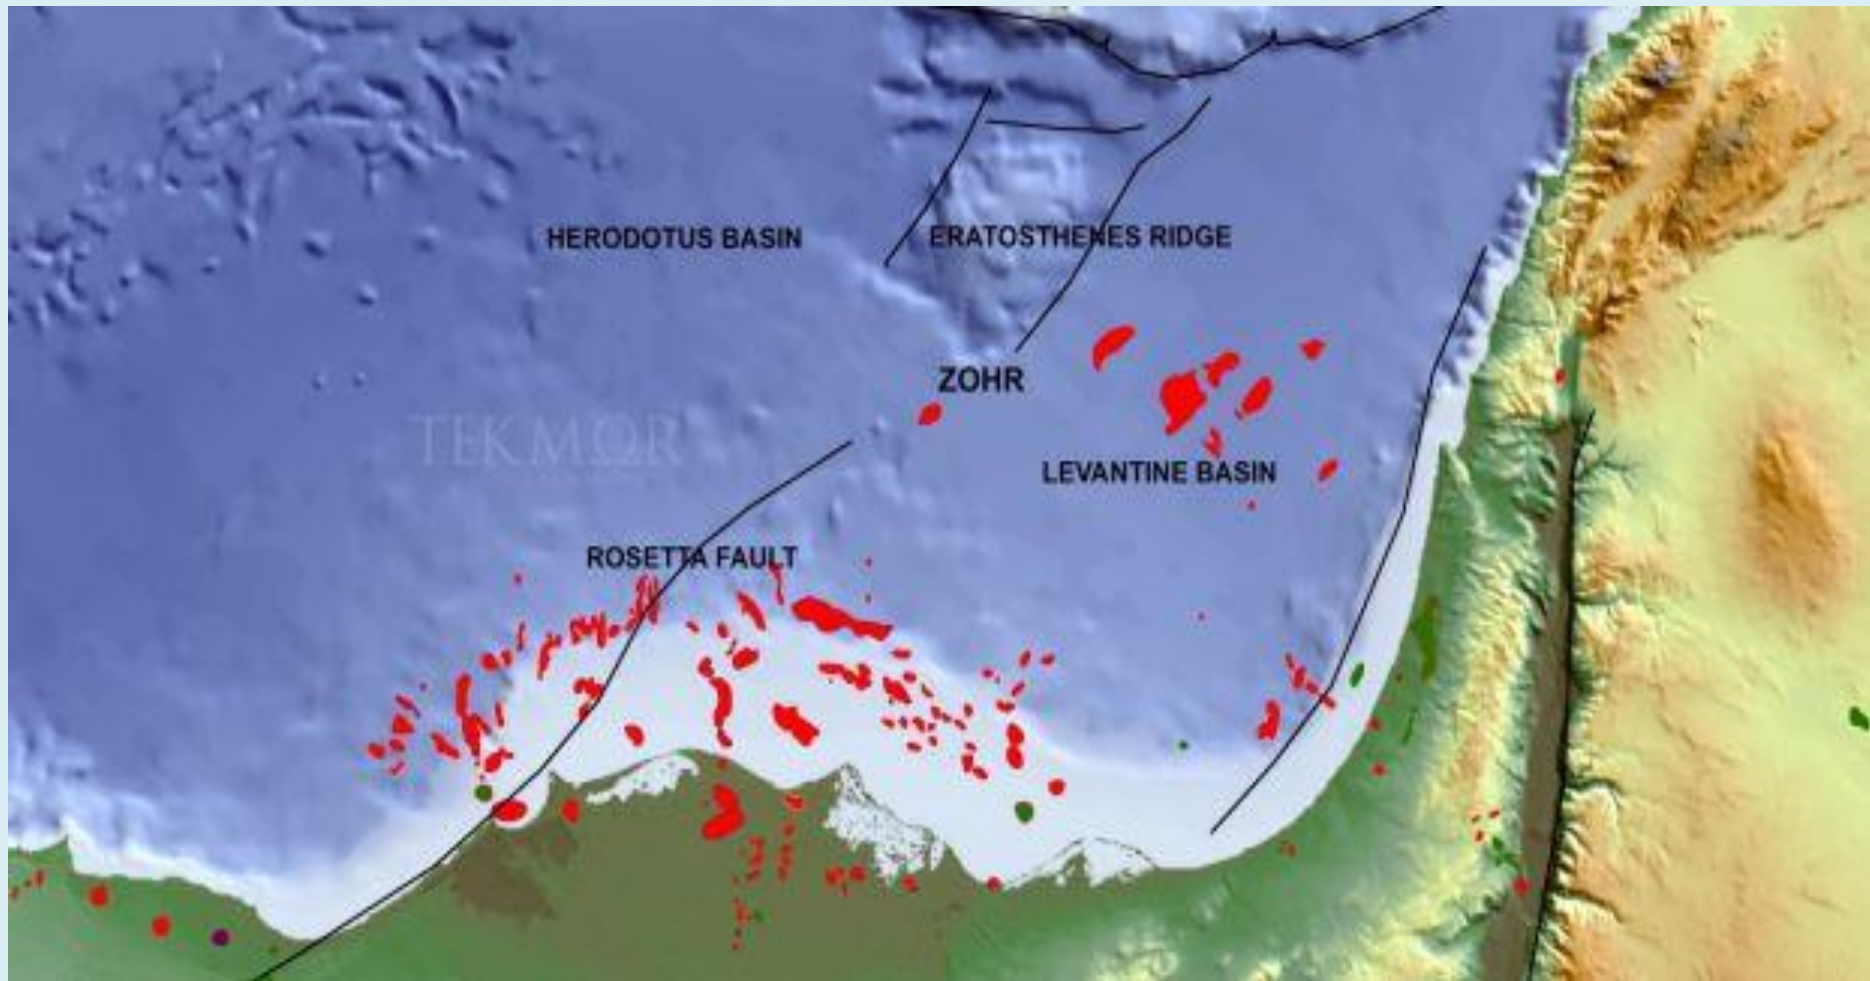 HERODOTUS BASIN
ERATOSTHENES RIDGE
ZOHR
TEKMOR
LEVANTINE BASIN
ROSETTA FAULT